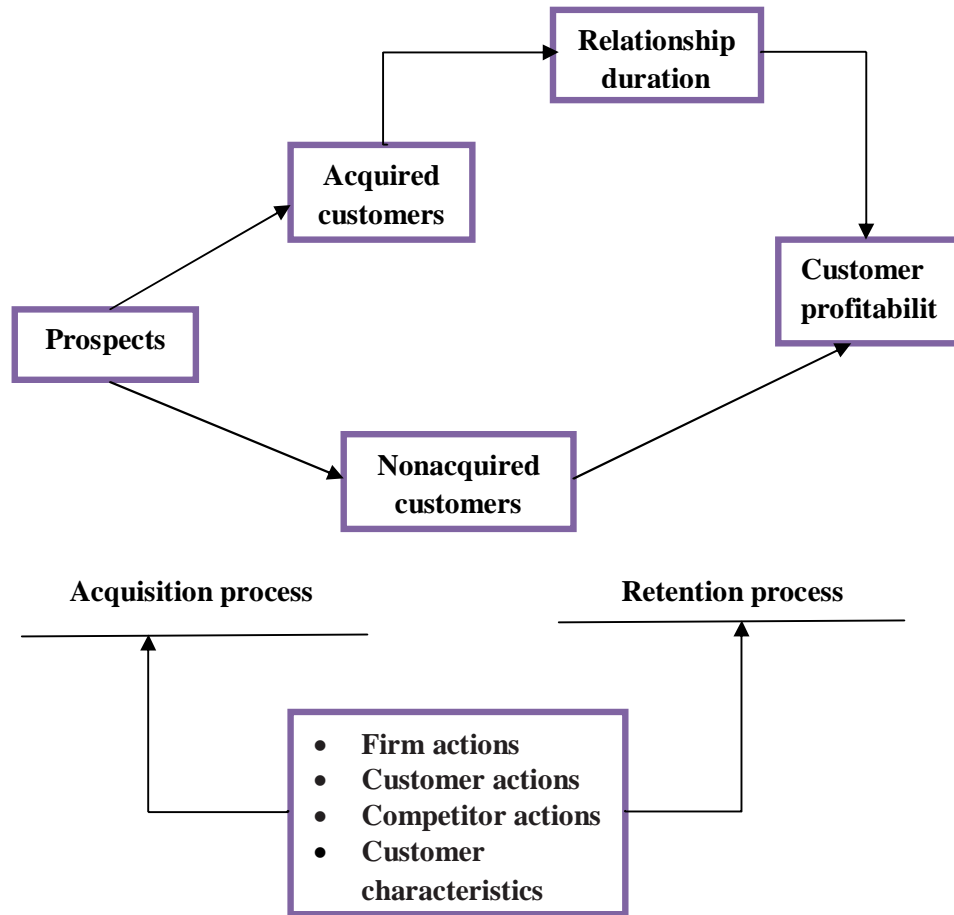 Relationship
duration
Acquired
customers
Customer
profitabilit
Prospects
Nonacquired
customers
Acquisition process
Retention process
• Firm actions
• Customer actions
• Competitor actions
• Customer
characteristics